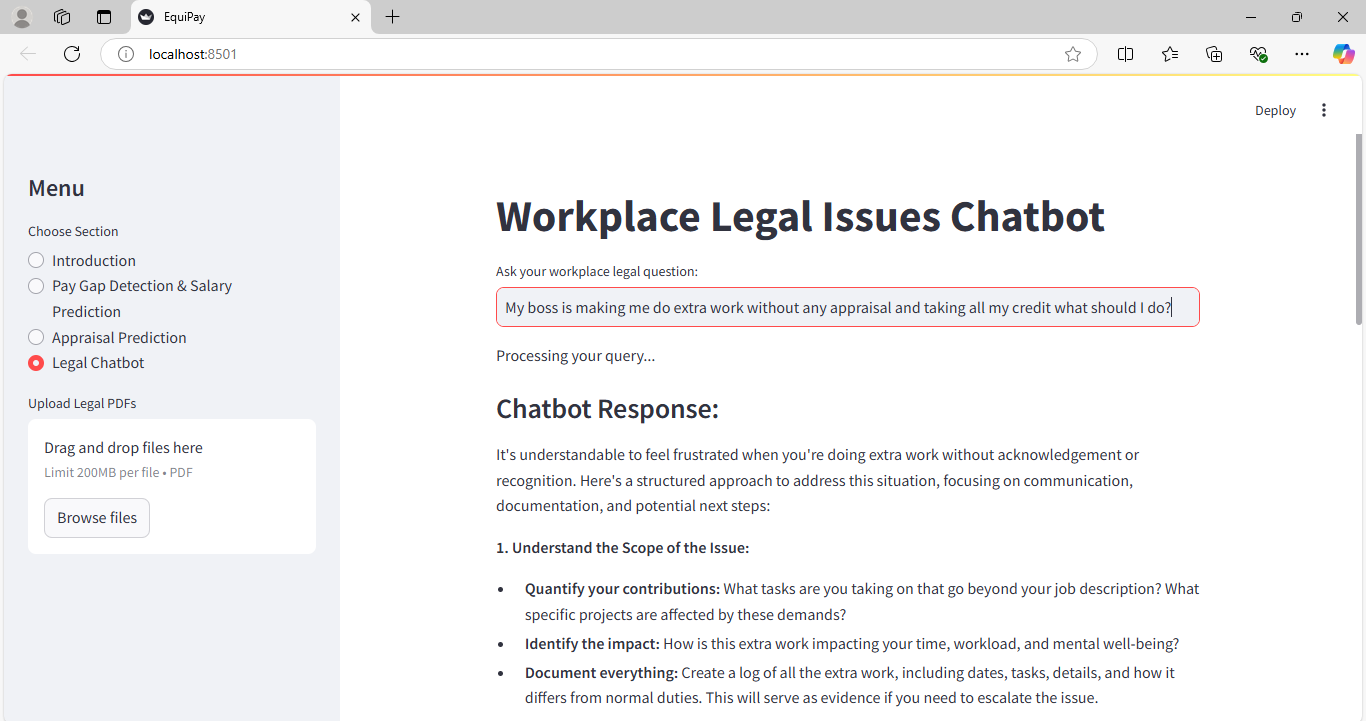 EquiPay
localhost:8501
Deploy
Menu
Choose Section
Introduction
Pay Gap Detection & Salary
Prediction
Appraisal Prediction
Legal Chatbot
Upload Legal PDFs
Drag and drop files here
Limit 200MB per file • PDF
Browse files
Workplace Legal Issues Chatbot
Ask your workplace legal question:
My boss is making me do extra work without any appraisal and taking all my credit what should I do?
Processing your query...
Chatbot Response:
It's understandable to feel frustrated when you're doing extra work without acknowledgement or
recognition. Here's a structured approach to address this situation, focusing on communication,
documentation, and potential next steps:
1. Understand the Scope of the Issue:
• Quantify your contributions: What tasks are you taking on that go beyond your job description? What
specific projects are affected by these demands?
• Identify the impact: How is this extra work impacting your time, workload, and mental well-being?
• Document everything: Create a log of all the extra work, including dates, tasks, details, and how it
differs from normal duties. This will serve as evidence if you need to escalate the issue.